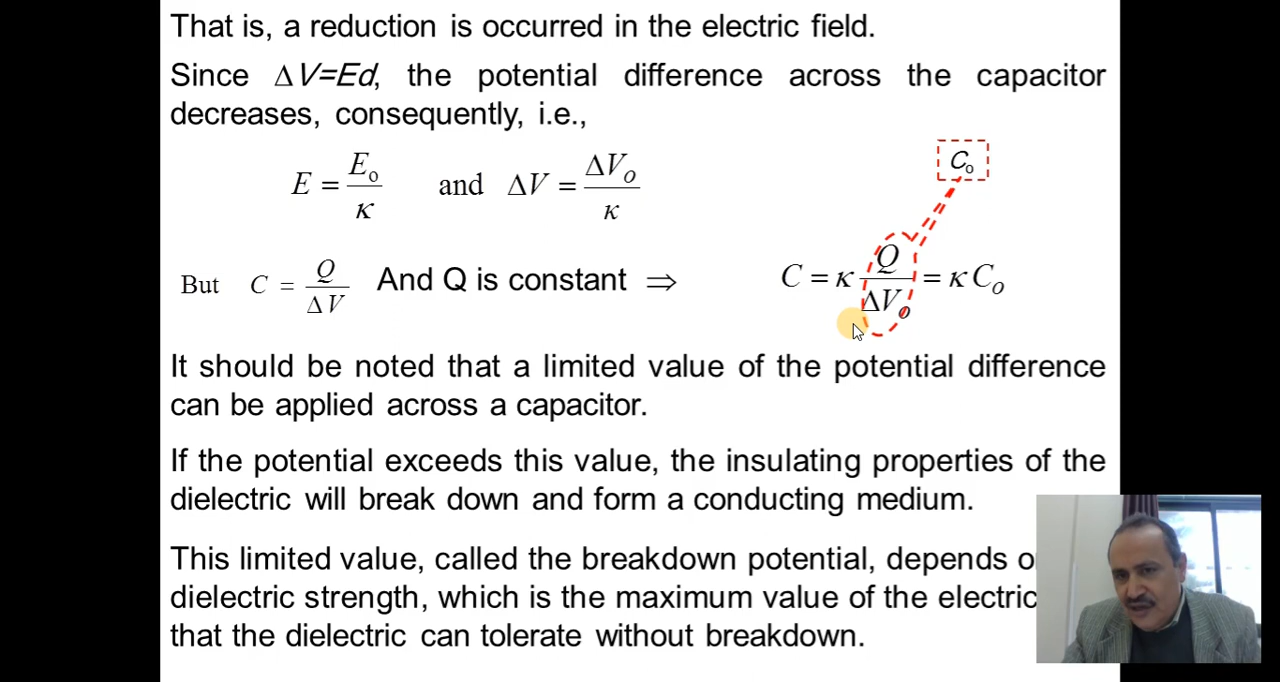 That is, a reduction is occurred in the electric field.
Since ΔV=Ed, the potential difference across the capacitor
decreases, consequently, i.e.,
C₀
E = E₀/κ and ΔV = ΔV₀/κ
But C = Q/ΔV And Q is constant ⇒ C = κ Q/ΔV₀ = κ C₀
It should be noted that a limited value of the potential difference
can be applied across a capacitor.
If the potential exceeds this value, the insulating properties of the
dielectric will break down and form a conducting medium.
This limited value, called the breakdown potential, depends
dielectric strength, which is the maximum value of the electric
that the dielectric can tolerate without breakdown.